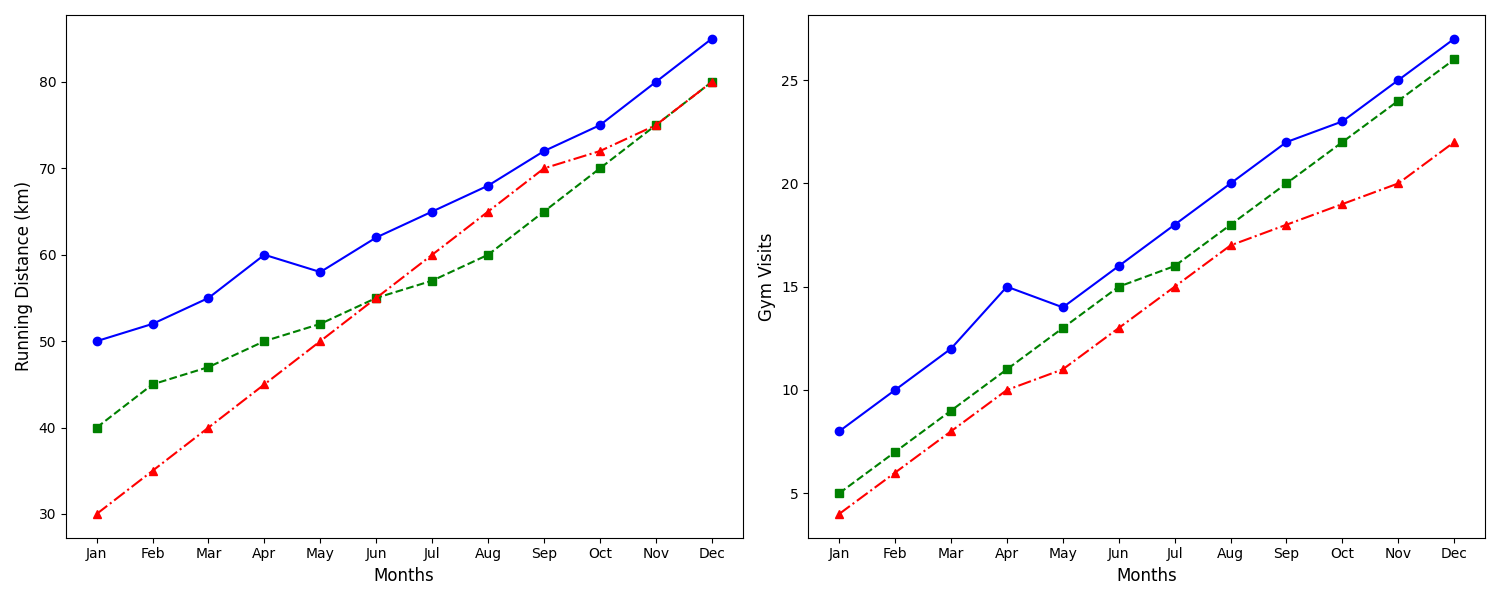 Running Distance (km)
80
70
60
50
40
30
Jan Feb Mar Apr May Jun Jul Aug Sep Oct Nov Dec
Months
Gym Visits
25
20
15
10
5
Jan Feb Mar Apr May Jun Jul Aug Sep Oct Nov Dec
Months